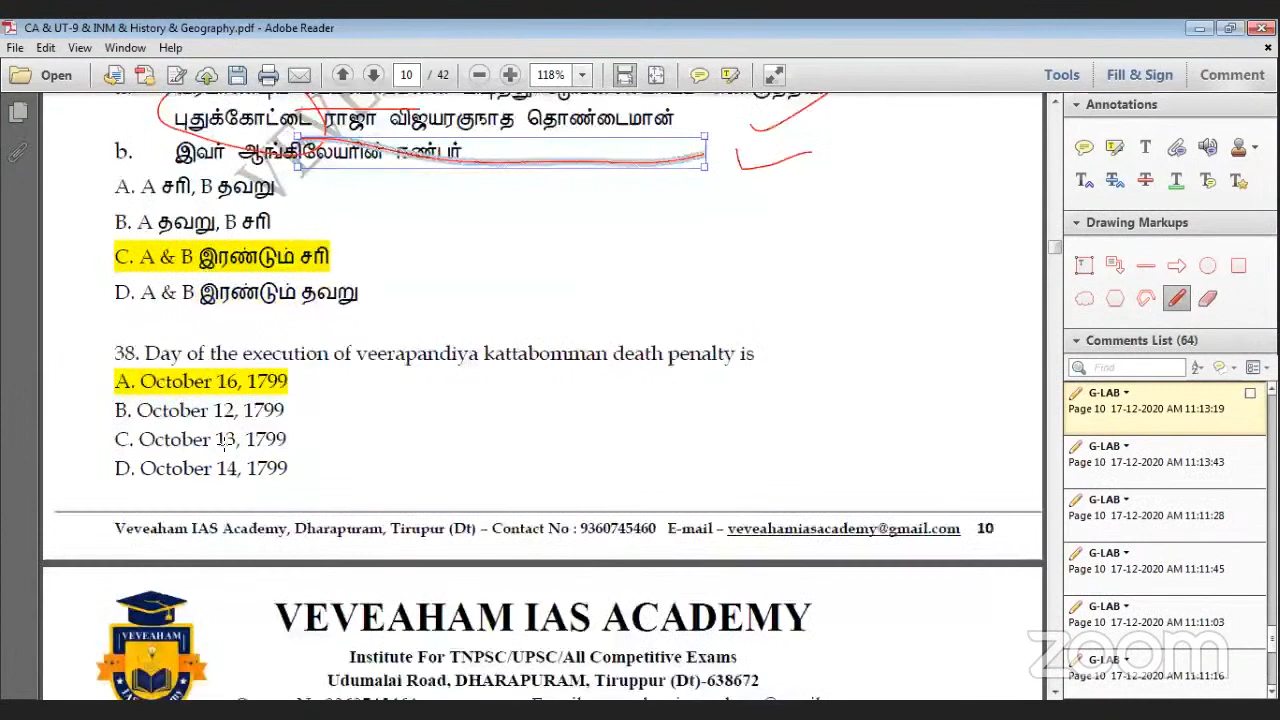 CA & UT-9 & INM & History & Geography.pdf - Adobe Reader
File Edit View Window Help
Open 10 / 42 118% Tools Fill & Sign Comment
புதுக்கோட்டை ராஜா விஜயரகுநாத தொண்டைமான்
b. இவர் ஆங்கிலேயரின் நண்பர்
A. A சரி, B தவறு
B. A தவறு, B சரி
C. A & B இரண்டும் சரி
D. A & B இரண்டும் தவறு
38. Day of the execution of veerapandiya kattabomman death penalty is
A. October 16, 1799
B. October 12, 1799
C. October 13, 1799
D. October 14, 1799
Veveaham IAS Academy, Dharapuram, Tirupur (Dt) – Contact No : 9360745460 E-mail – veveahamiasacademy@gmail.com 10
VEVEAHAM
VEVEAHAM IAS ACADEMY
Institute For TNPSC/UPSC/All Competitive Exams
Udumalai Road, DHARAPURAM, Tiruppur (Dt)-638672
Annotations
Drawing Markups
Comments List (64)
Find
G-LAB
Page 10 17-12-2020 AM 11:13:19
G-LAB
Page 10 17-12-2020 AM 11:13:43
G-LAB
Page 10 17-12-2020 AM 11:11:28
G-LAB
Page 10 17-12-2020 AM 11:11:45
G-LAB
Page 10 17-12-2020 AM 11:11:03
G-LAB
Page 10 17-12-2020 AM 11:11:16
zoom